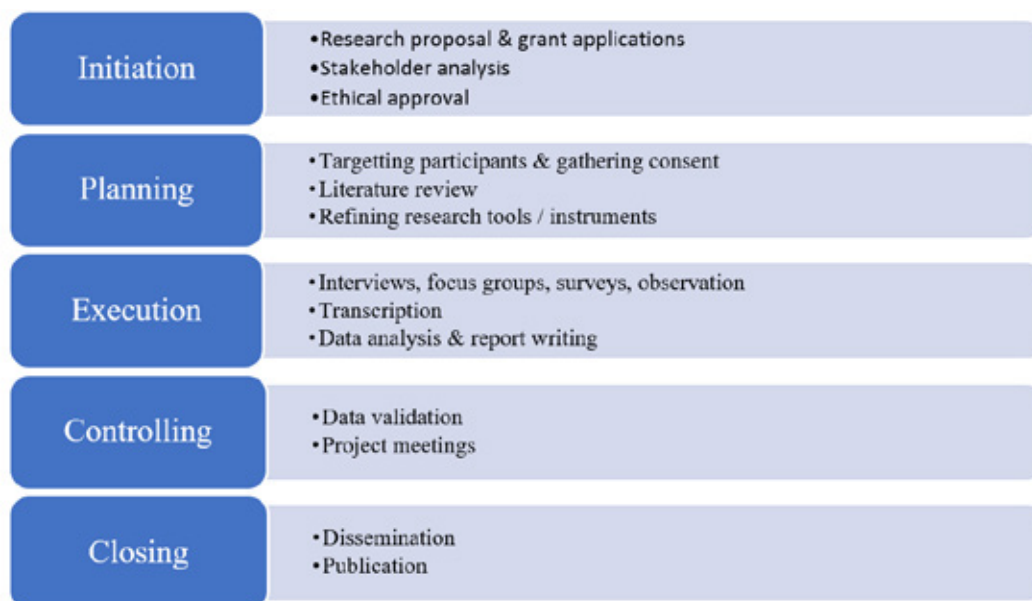 Initiation
•Research proposal & grant applications
•Stakeholder analysis
•Ethical approval
Planning
•Targetting participants & gathering consent
•Literature review
•Refining research tools / instruments
Execution
•Interviews, focus groups, surveys, observation
•Transcription
•Data analysis & report writing
Controlling
•Data validation
•Project meetings
Closing
•Dissemination
•Publication